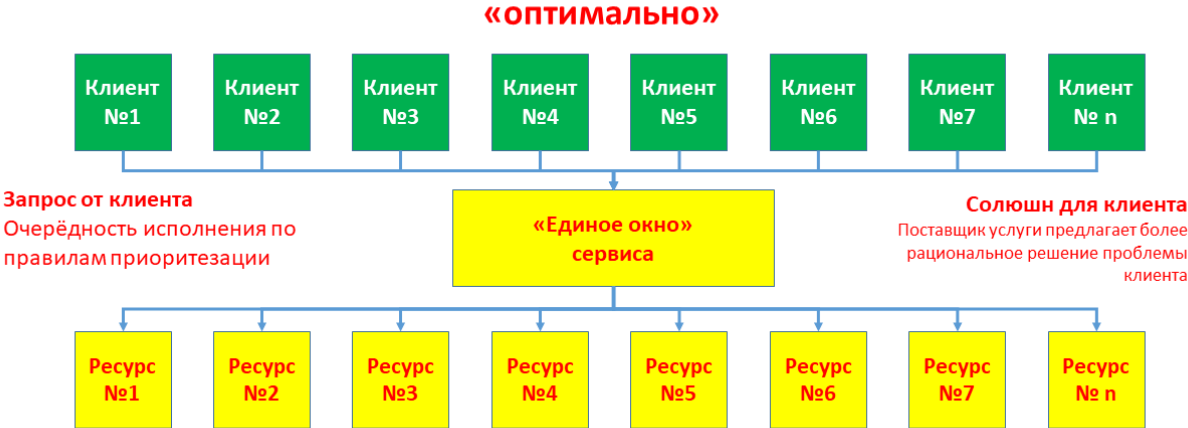 «оптимально»
Клиент
№1
Клиент
№2
Клиент
№3
Клиент
№4
Клиент
№5
Клиент
№6
Клиент
№7
Клиент
№ n
Запрос от клиента
Очерёдность исполнения по
правилам приоритезации
«Единое окно»
сервиса
Солюшн для клиента
Поставщик услуги предлагает более
рациональное решение проблемы
клиента
Ресурс
№1
Ресурс
№2
Ресурс
№3
Ресурс
№4
Ресурс
№5
Ресурс
№6
Ресурс
№7
Ресурс
№ n